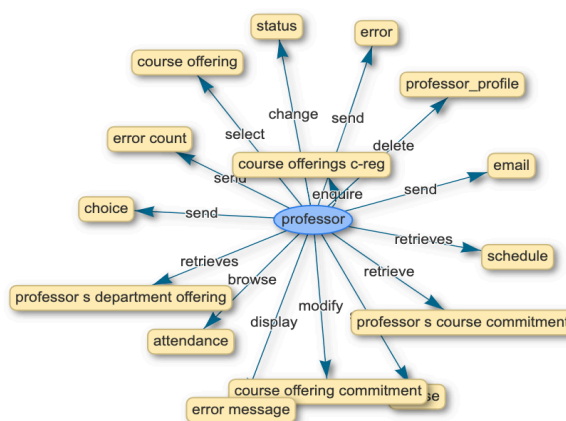 status
error
course offering
professor_profile
change
send
select
delete
error count
course offerings c-reg
email
send
enquire
send
choice
send
professor
retrieves
schedule
retrieves
retrieve
browse
professor s department offering
modify
display
professor s course commitment
attendance
course offering commitment
error message